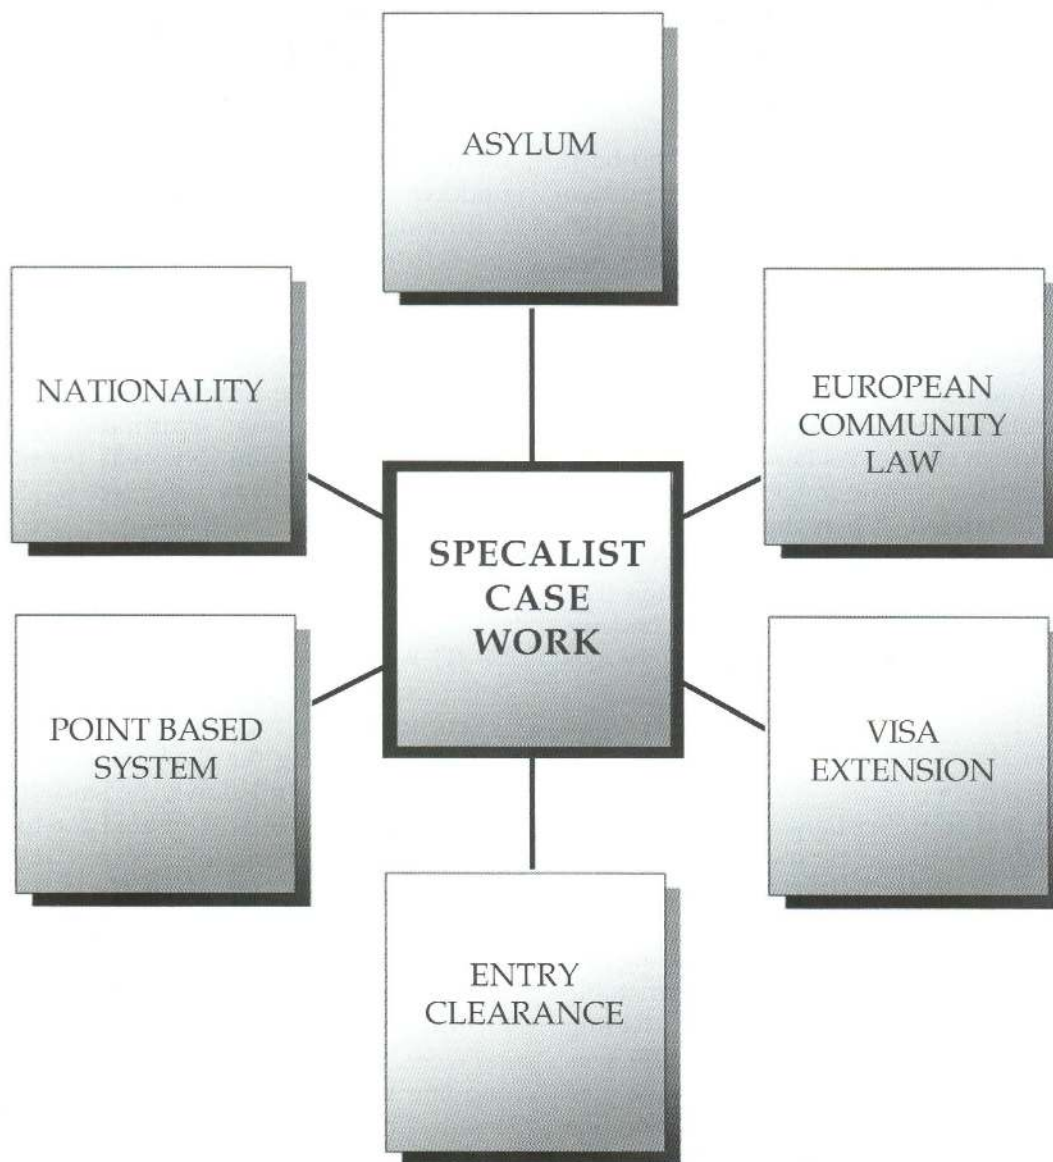 ASYLUM
NATIONALITY
EUROPEAN
COMMUNITY
LAW
SPECALIST
CASE
WORK
POINT BASED
SYSTEM
VISA
EXTENSION
ENTRY
CLEARANCE